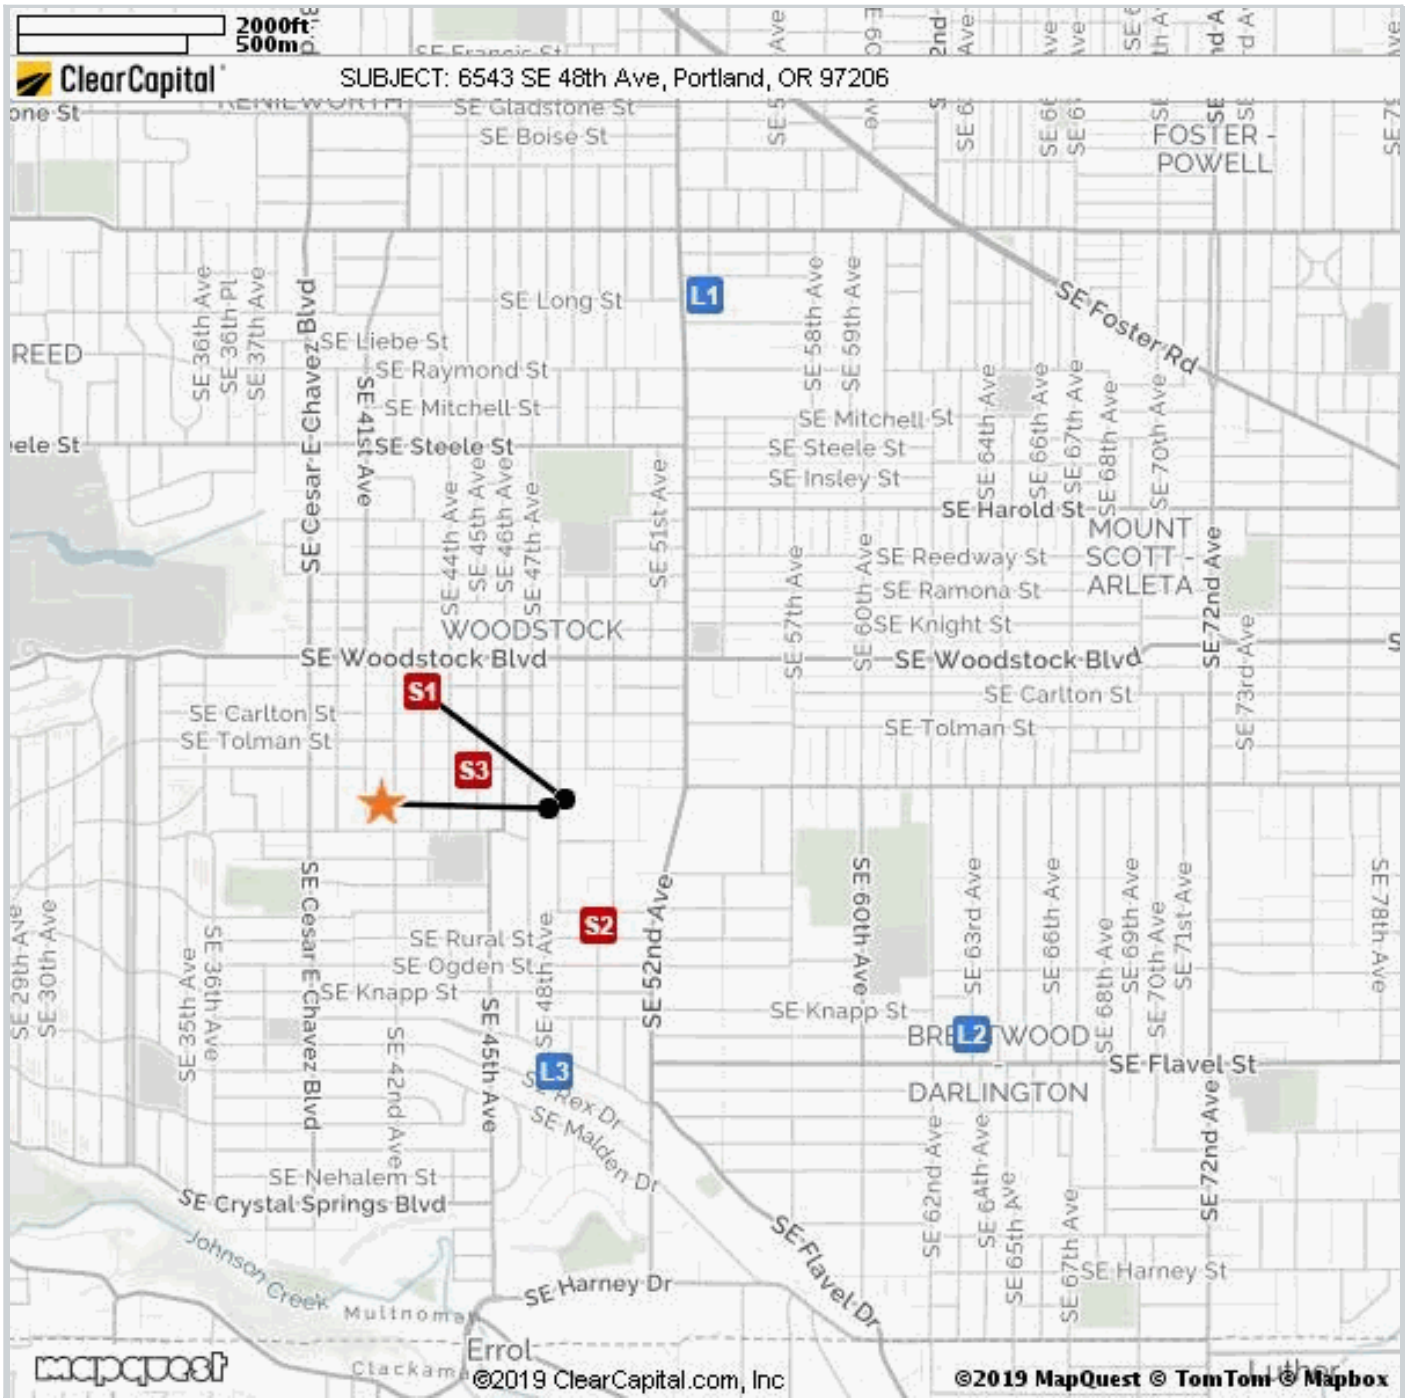 2000ft
500m
SE Francis St
ClearCapital
SUBJECT: 6543 SE 48th Ave, Portland, OR 97206
KENILWORTH
SE Gladstone St
SE Boise St
FOSTER -
POWELL
SE 36th Ave
SE 36th Pl
SE 37th Ave
SE Cesar E Chavez Blvd
SE Long St
L1
SE 58th Ave
SE 59th Ave
SE Foster Rd
REED
SE Liebe St
SE Raymond St
SE 41st Ave
SE Mitchell St
SE Steele St
SE Mitchell St
SE Steele St
SE Insley St
SE 64th Ave
SE 66th Ave
SE 67th Ave
SE 68th Ave
SE 70th Ave
SE Harold St
SE 44th Ave
SE 45th Ave
SE 46th Ave
SE 47th Ave
SE 51st Ave
MOUNT
SCOTT -
ARLETA
SE 57th Ave
SE 60th Ave
SE Reedway St
SE Ramona St
SE Knight St
SE 72nd Ave
WOODSTOCK
SE Woodstock Blvd
SE Woodstock Blvd
SE 73rd Ave
S1
SE Carlton St
SE Tolman St
SE Carlton St
SE Tolman St
S3
SE Cesar E Chavez Blvd
S2
SE 52nd Ave
SE 60th Ave
SE 63rd Ave
SE 66th Ave
SE 68th Ave
SE 69th Ave
SE 70th Ave
SE 71st Ave
SE 78th Ave
SE 29th Ave
SE 30th Ave
SE 35th Ave
SE 36th Ave
SE Rural St
SE Ogden St
SE Knapp St
SE 48th Ave
SE 42nd Ave
SE 45th Ave
SE Knapp St
L2
BRENTWOOD
-
DARLINGTON
SE Flavel St
L3
SE Rex Dr
SE Malden Dr
SE 62nd Ave
SE 64th Ave
SE 65th Ave
SE 67th Ave
SE 72nd Ave
SE Nehalem St
SE Crystal Springs Blvd
Johnson Creek
SE Harney Dr
SE Flavel Dr
SE Harney St
Multnomah
Errol
Clackamas
Luther
mapquest
©2019 ClearCapital.com, Inc
©2019 MapQuest © TomTom © Mapbox